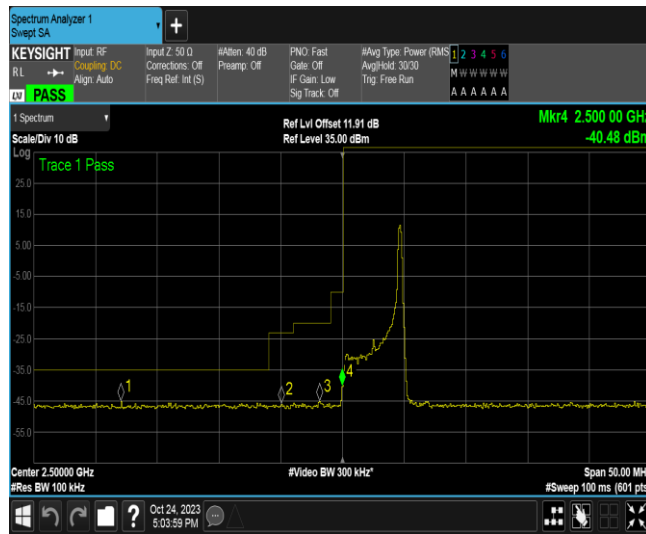 Spectrum Analyzer 1
Swept SA
+
KEYSIGHT
RL
LXI PASS
Input: RF
Coupling: DC
Align: Auto
Input Z: 50 Ω
Corrections: Off
Freq Ref: Int (S)
#Atten: 40 dB
Preamp: Off
PNO: Fast
Gate: Off
IF Gain: Low
Sig Track: Off
#Avg Type: Power (RMS
Avg|Hold: 30/30
Trig: Free Run
1 2 3 4 5 6
M W W W W W
A A A A A A
1 Spectrum
Scale/Div 10 dB
Ref Lvl Offset 11.91 dB
Ref Level 35.00 dBm
Mkr4 2.500 00 GHz
-40.48 dBm
Log
Trace 1 Pass
25.0
15.0
5.00
-5.00
-15.0
-25.0
-35.0
-45.0
-55.0
1
2
3
4
Center 2.50000 GHz
#Res BW 100 kHz
#Video BW 300 kHz*
Span 50.00 MH
#Sweep 100 ms (601 pts
?
Oct 24, 2023
5:03:59 PM